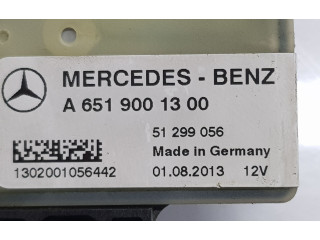 MERCEDES - BENZ
A 651 900 13 00
51 299 056
Made in Germany
1302001056442 01.08.2013 12V